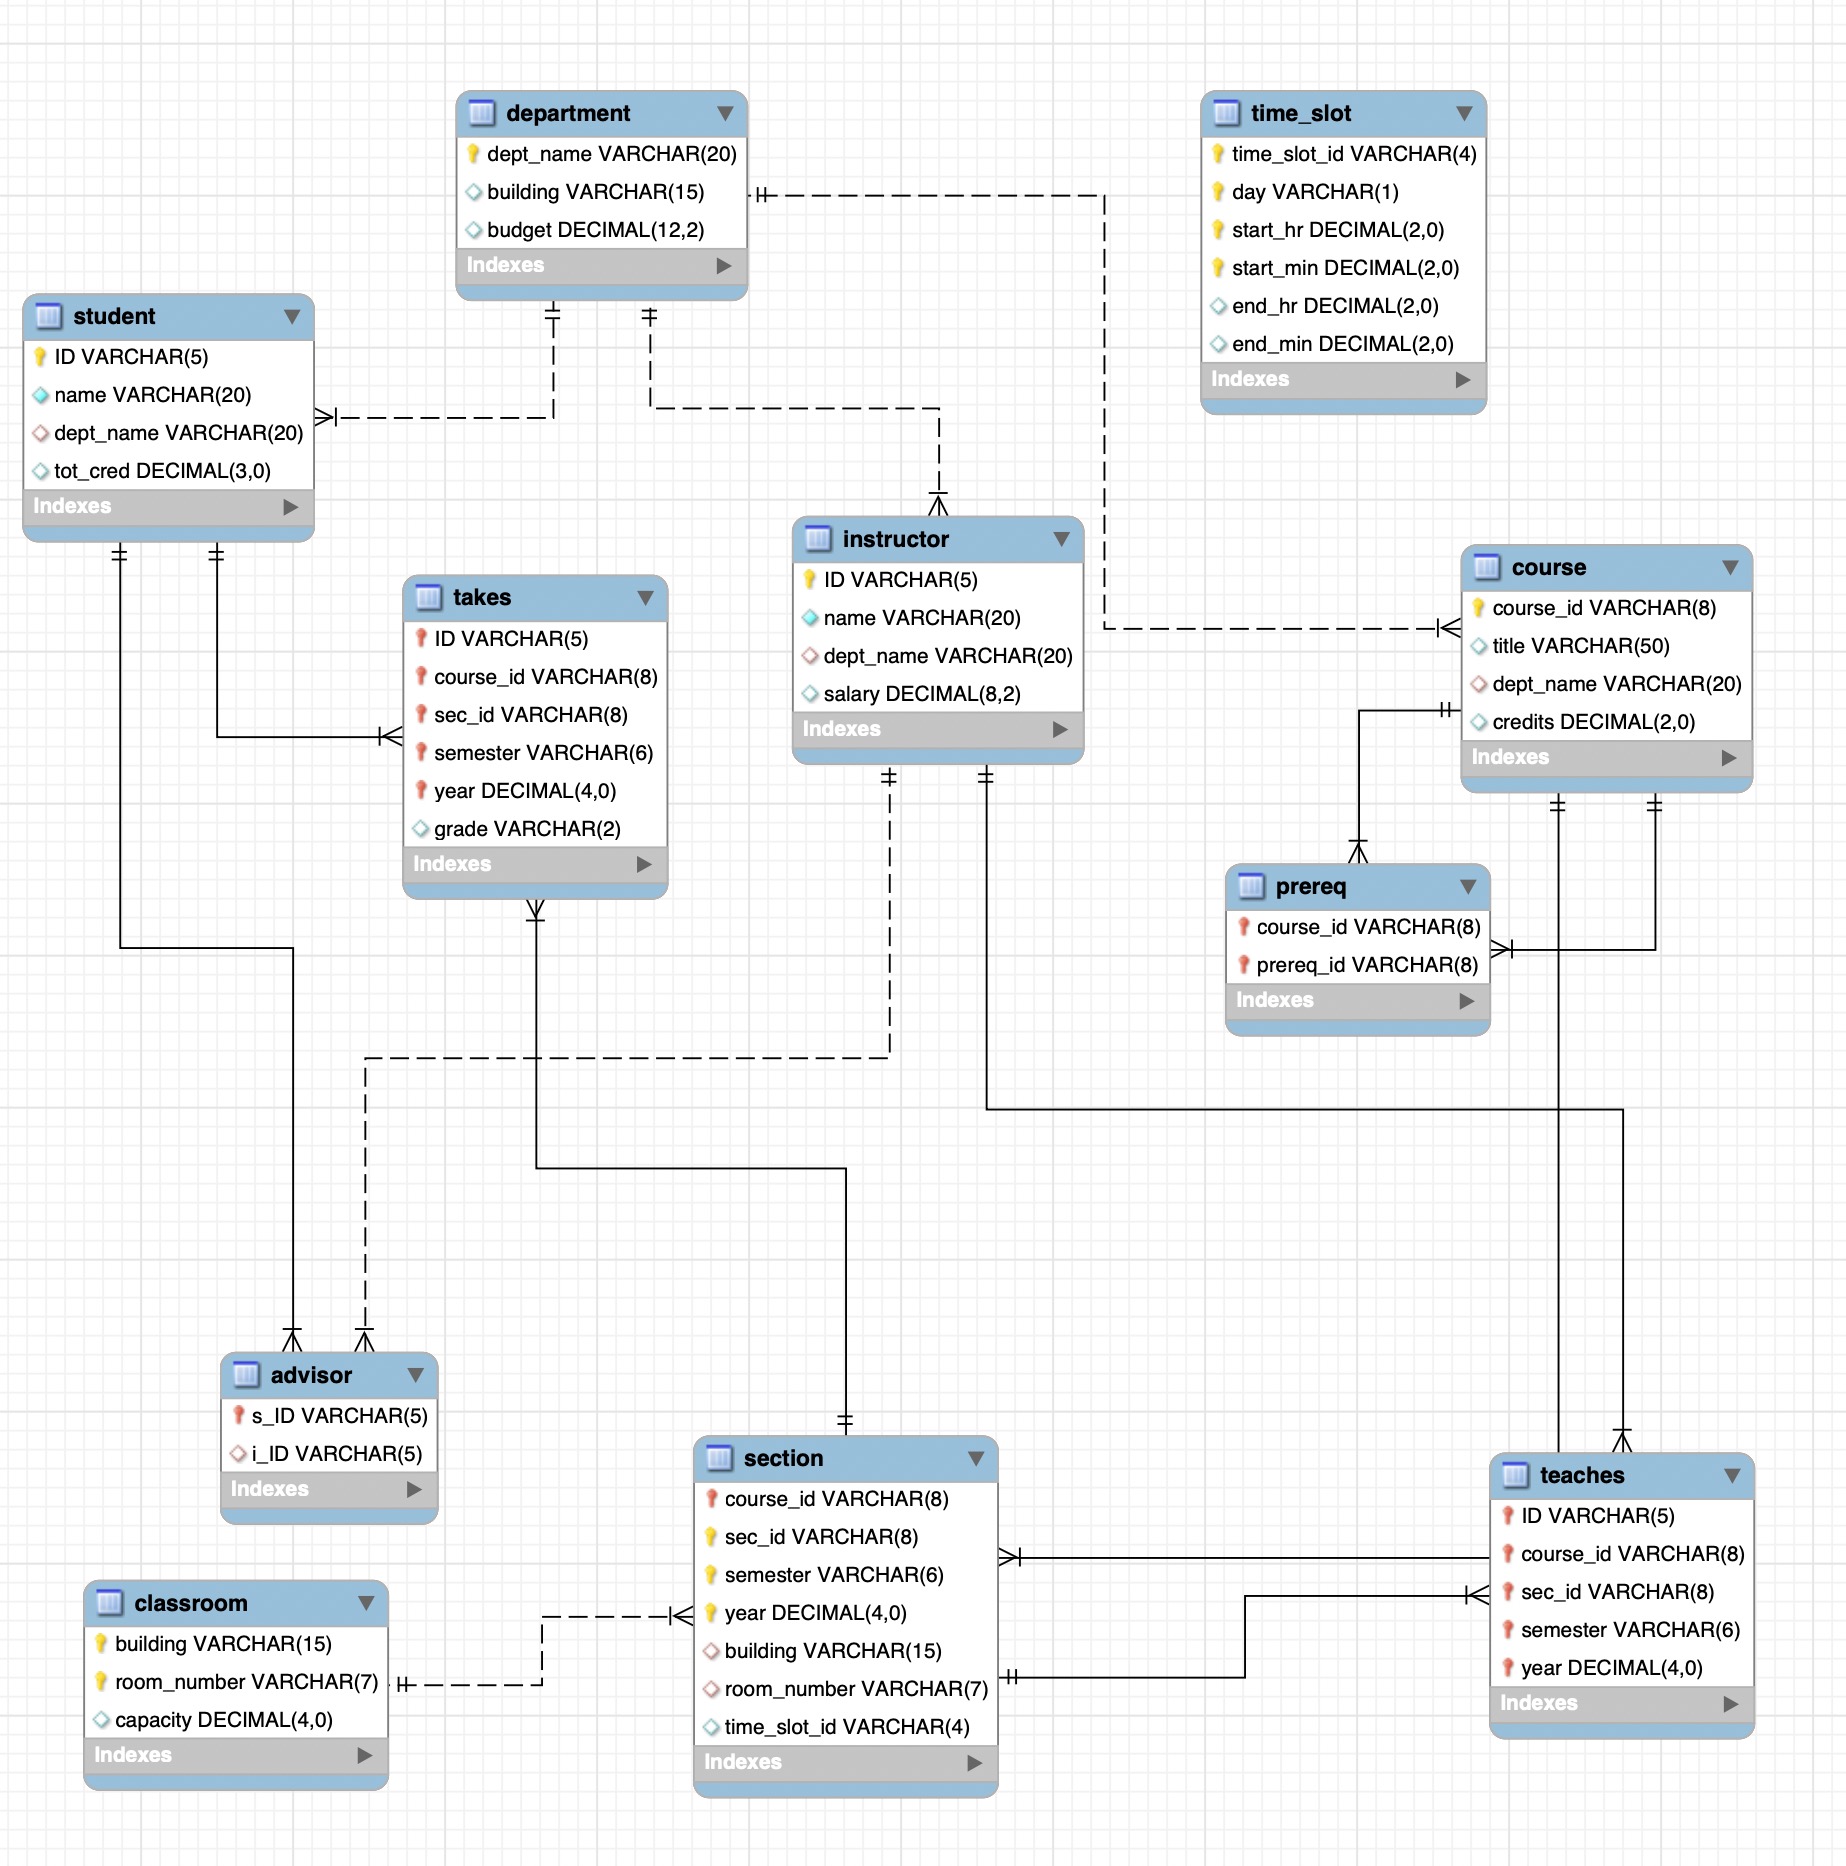 department
dept_name VARCHAR(20)
building VARCHAR(15)
budget DECIMAL(12,2)
Indexes
time_slot
time_slot_id VARCHAR(4)
day VARCHAR(1)
start_hr DECIMAL(2,0)
start_min DECIMAL(2,0)
end_hr DECIMAL(2,0)
end_min DECIMAL(2,0)
Indexes
student
ID VARCHAR(5)
name VARCHAR(20)
dept_name VARCHAR(20)
tot_cred DECIMAL(3,0)
Indexes
takes
ID VARCHAR(5)
course_id VARCHAR(8)
sec_id VARCHAR(8)
semester VARCHAR(6)
year DECIMAL(4,0)
grade VARCHAR(2)
Indexes
instructor
ID VARCHAR(5)
name VARCHAR(20)
dept_name VARCHAR(20)
salary DECIMAL(8,2)
Indexes
course
course_id VARCHAR(8)
title VARCHAR(50)
dept_name VARCHAR(20)
credits DECIMAL(2,0)
Indexes
prereq
course_id VARCHAR(8)
prereq_id VARCHAR(8)
Indexes
advisor
s_ID VARCHAR(5)
i_ID VARCHAR(5)
Indexes
section
course_id VARCHAR(8)
sec_id VARCHAR(8)
semester VARCHAR(6)
year DECIMAL(4,0)
building VARCHAR(15)
room_number VARCHAR(7)
time_slot_id VARCHAR(4)
Indexes
teaches
ID VARCHAR(5)
course_id VARCHAR(8)
sec_id VARCHAR(8)
semester VARCHAR(6)
year DECIMAL(4,0)
Indexes
classroom
building VARCHAR(15)
room_number VARCHAR(7)
capacity DECIMAL(4,0)
Indexes